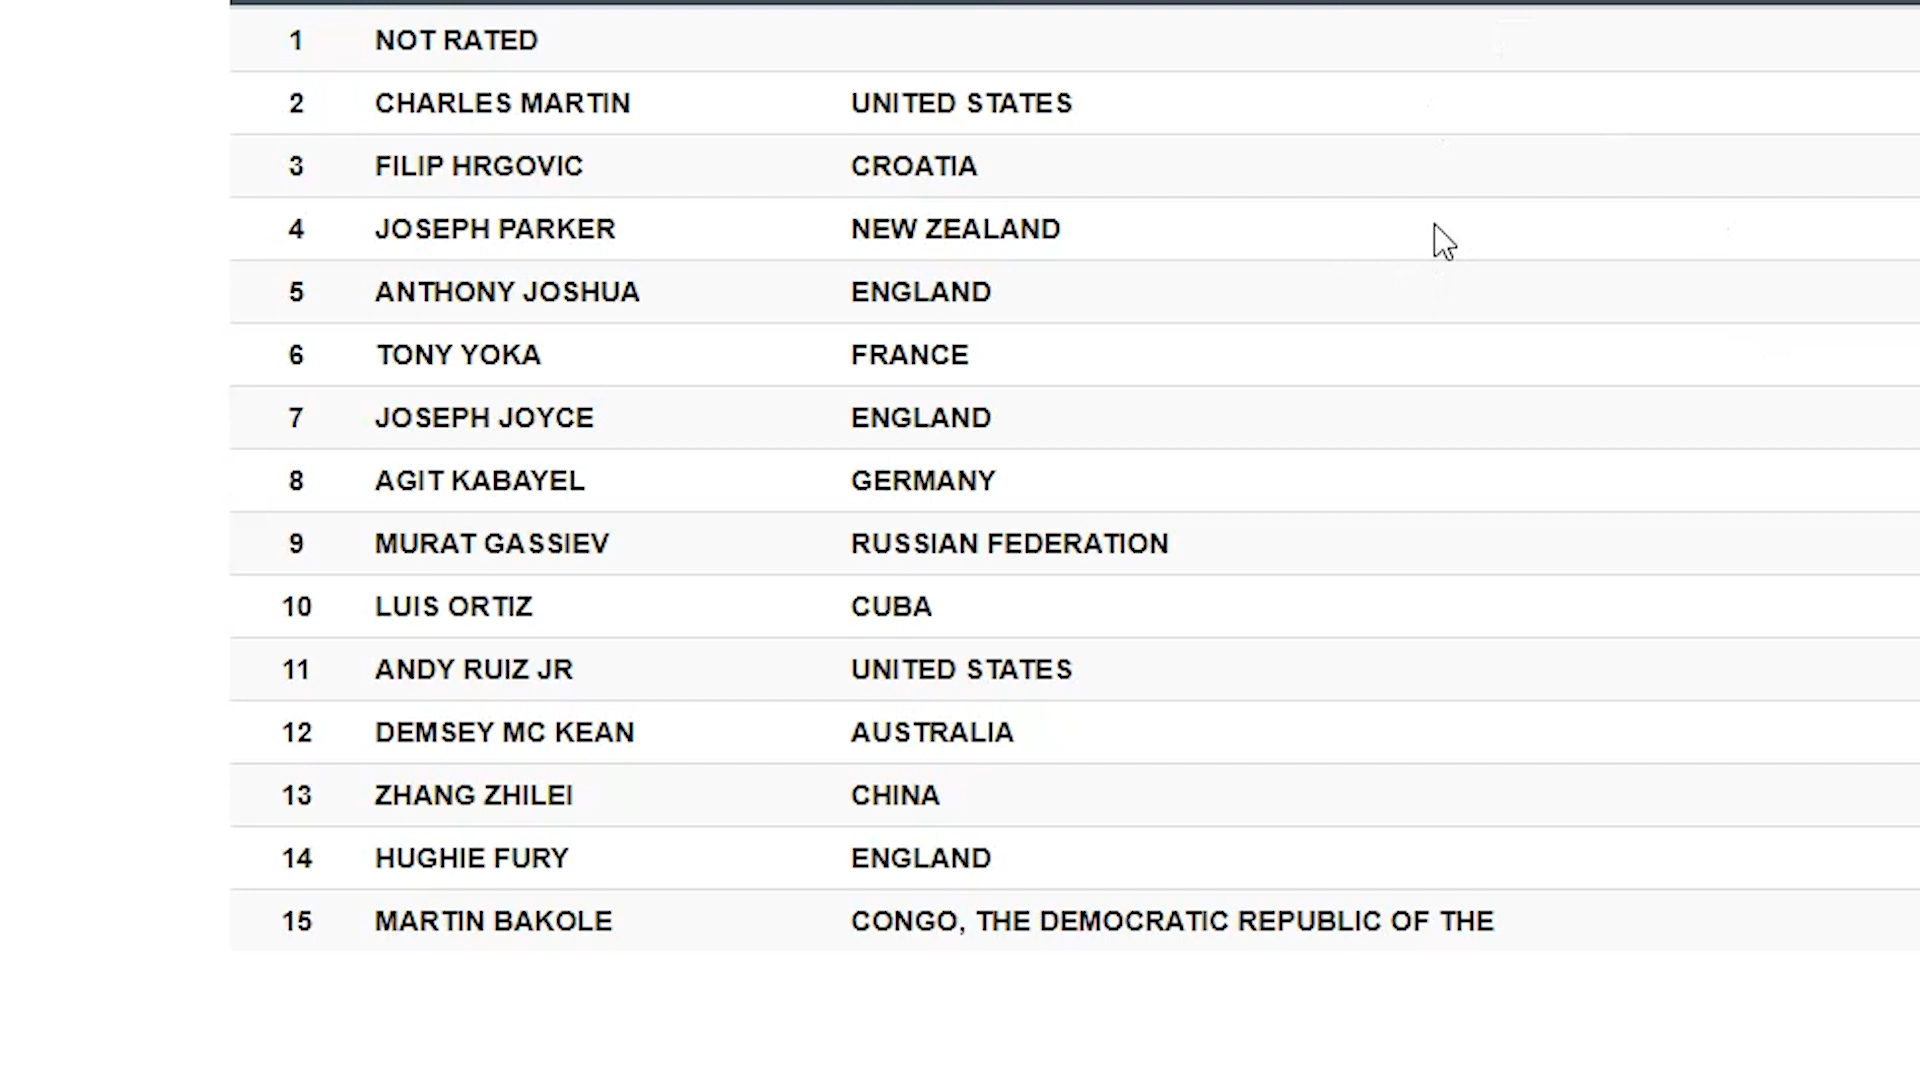 1 NOT RATED
2 CHARLES MARTIN UNITED STATES
3 FILIP HRGOVIC CROATIA
4 JOSEPH PARKER NEW ZEALAND
5 ANTHONY JOSHUA ENGLAND
6 TONY YOKA FRANCE
7 JOSEPH JOYCE ENGLAND
8 AGIT KABAYEL GERMANY
9 MURAT GASSIEV RUSSIAN FEDERATION
10 LUIS ORTIZ CUBA
11 ANDY RUIZ JR UNITED STATES
12 DEMSEY MC KEAN AUSTRALIA
13 ZHANG ZHILEI CHINA
14 HUGHIE FURY ENGLAND
15 MARTIN BAKOLE CONGO, THE DEMOCRATIC REPUBLIC OF THE